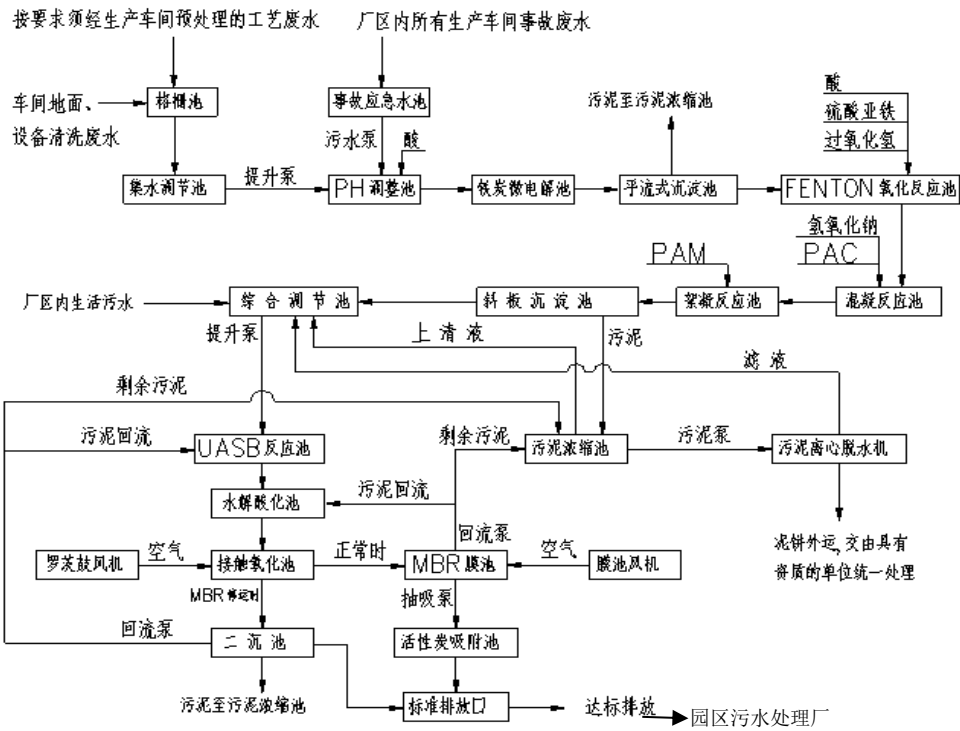 按要求须经生产车间预处理的工艺废水
厂区内所有生产车间事故废水
车间地面、
设备清洗废水
格栅池
事故应急水池
污泥至污泥浓缩池
酸
硫酸亚铁
过氧化氢
污水泵
酸
集水调节池
提升泵
PH调整池
铁炭微电解池
平流式沉淀池
FENTON氧化反应池
氢氧化钠
PAC
PAM
厂区内生活污水
综合调节池
斜板沉淀池
絮凝反应池
混凝反应池
提升泵
上清液
污泥
滤液
剩余污泥
污泥回流
UASB反应池
剩余污泥
污泥浓缩池
污泥泵
污泥离心脱水机
水解酸化池
污泥回流
回流泵
罗茨鼓风机
空气
接触氧化池
正常时
MBR膜池
空气
膜池风机
泥饼外运,交由具有
资质的单位统一处理
MBR停运时
抽吸泵
回流泵
二沉池
活性炭吸附池
污泥至污泥浓缩池
标准排放口
达标排放
园区污水处理厂